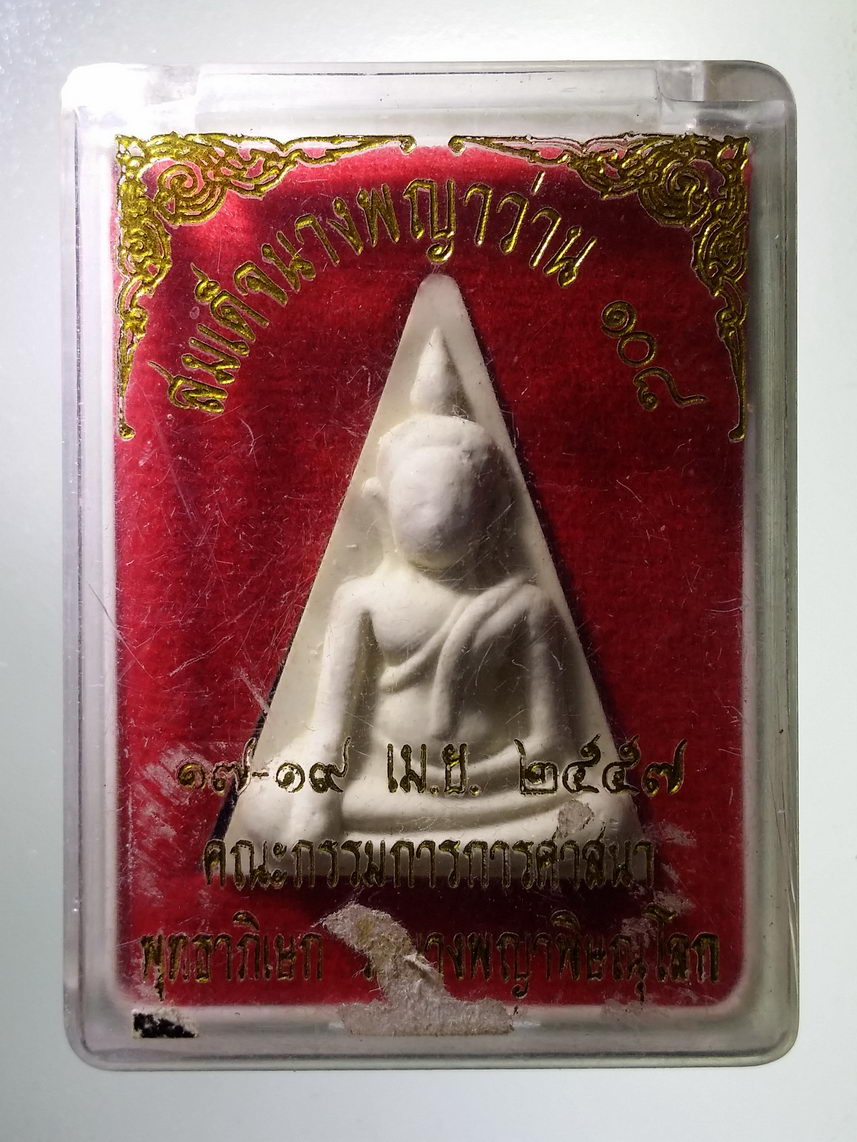 สมเด็จนางพญาว่าน ๑๐๘
๑๗-๑๙ เม.ย. ๒๕๕๗
คณะกรรมการการศาสนา
พุทธาภิเษก วัดนางพญาพิษณุโลก